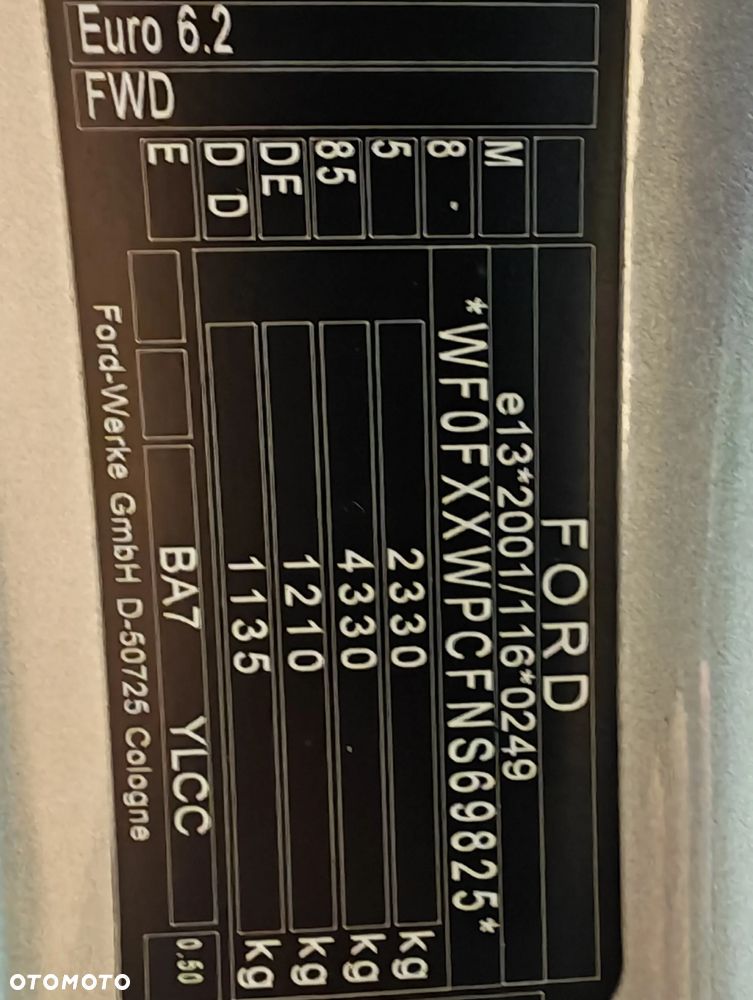 FORD
e13*2001/116*0249
*WF0FXXWPCFNS69825*
2330 kg
4330 kg
1210 kg
1135 kg
BA7 YLCC 0.50
Ford-Werke GmbH D-50725 Cologne
M
8 .
5
85
DE
D D
E
Euro 6.2
FWD
OTOMOTO